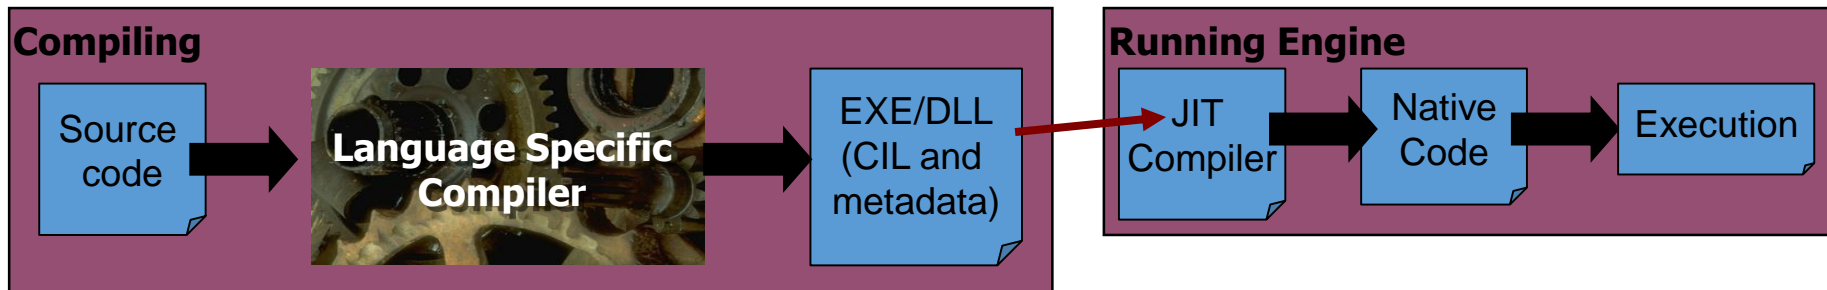 Compiling
Source
code
Language Specific
Compiler
EXE/DLL
(CIL and
metadata)
Running Engine
JIT
Compiler
Native
Code
Execution